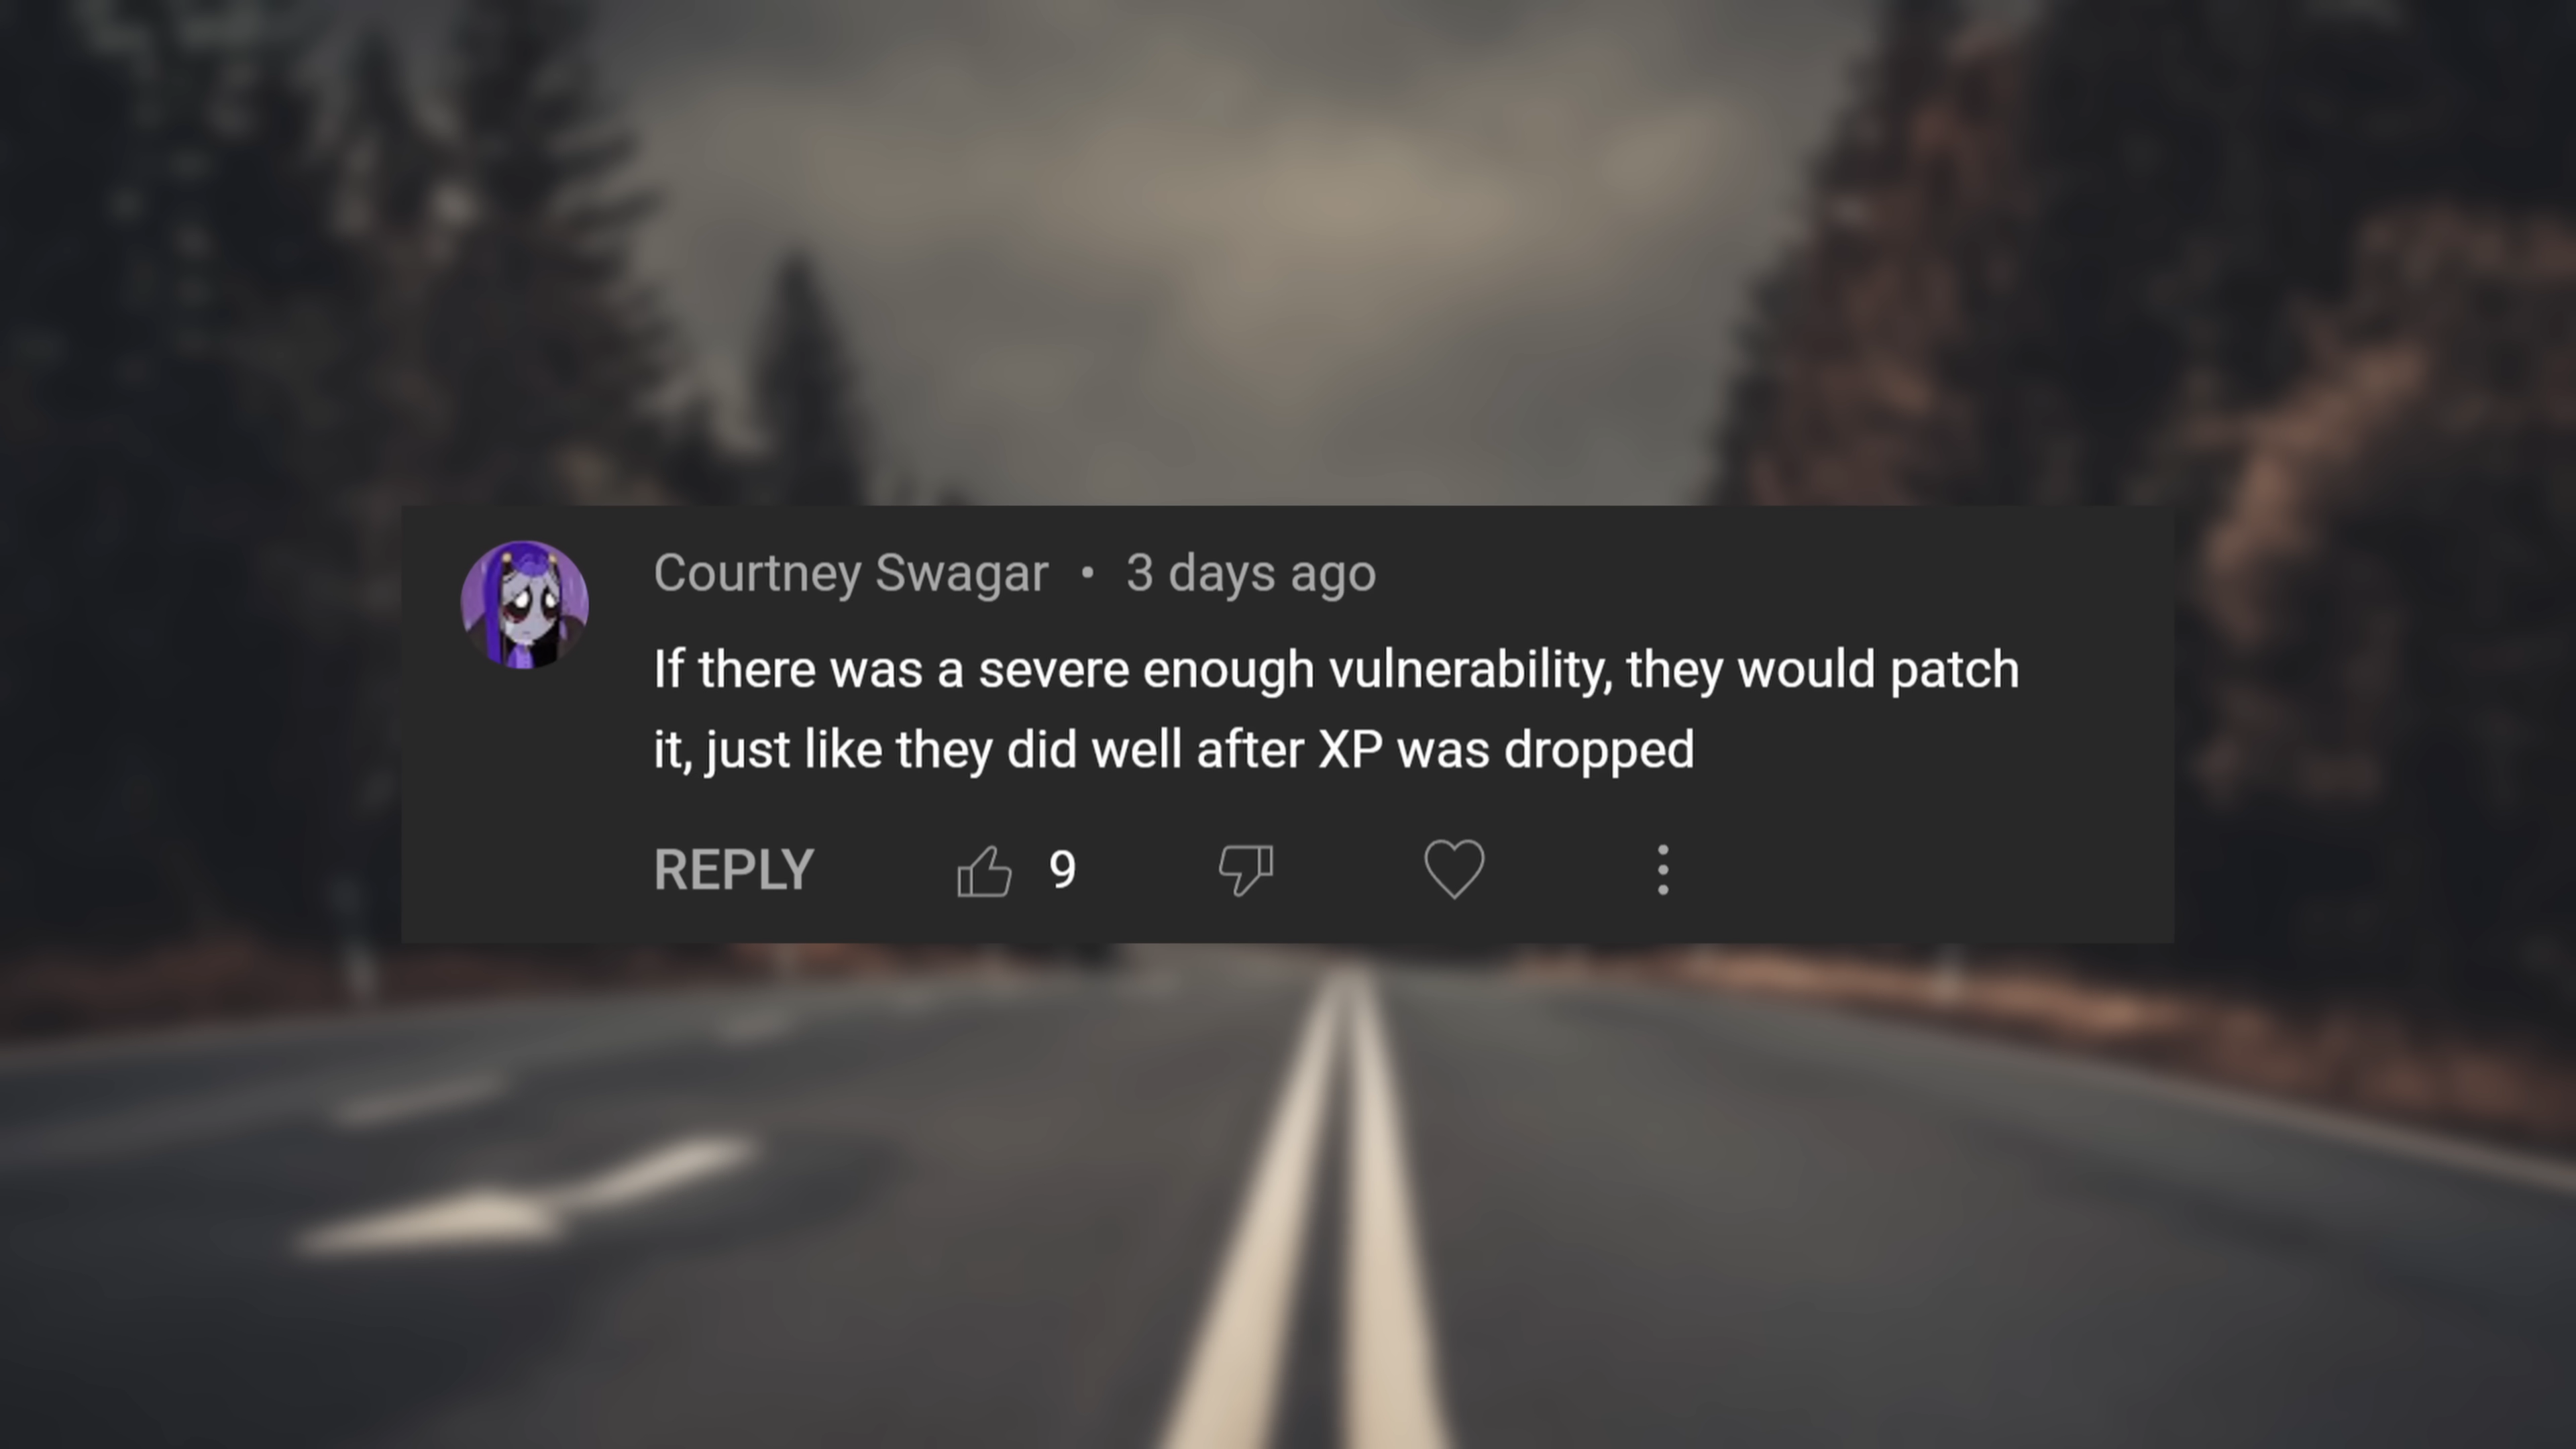 Courtney Swagar • 3 days ago
If there was a severe enough vulnerability, they would patch
it, just like they did well after XP was dropped
REPLY 9